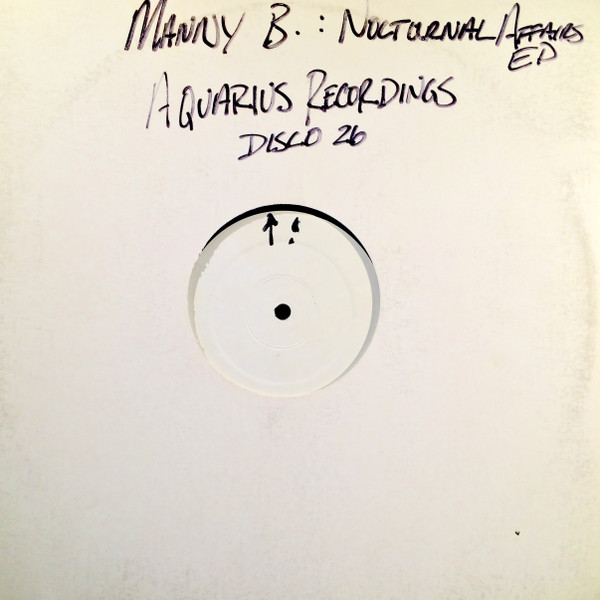 MANNY B. : NOCTURNAL AFFAIRS
EP
AQUARIUS RECORDINGS
DISCO 26
↑ !